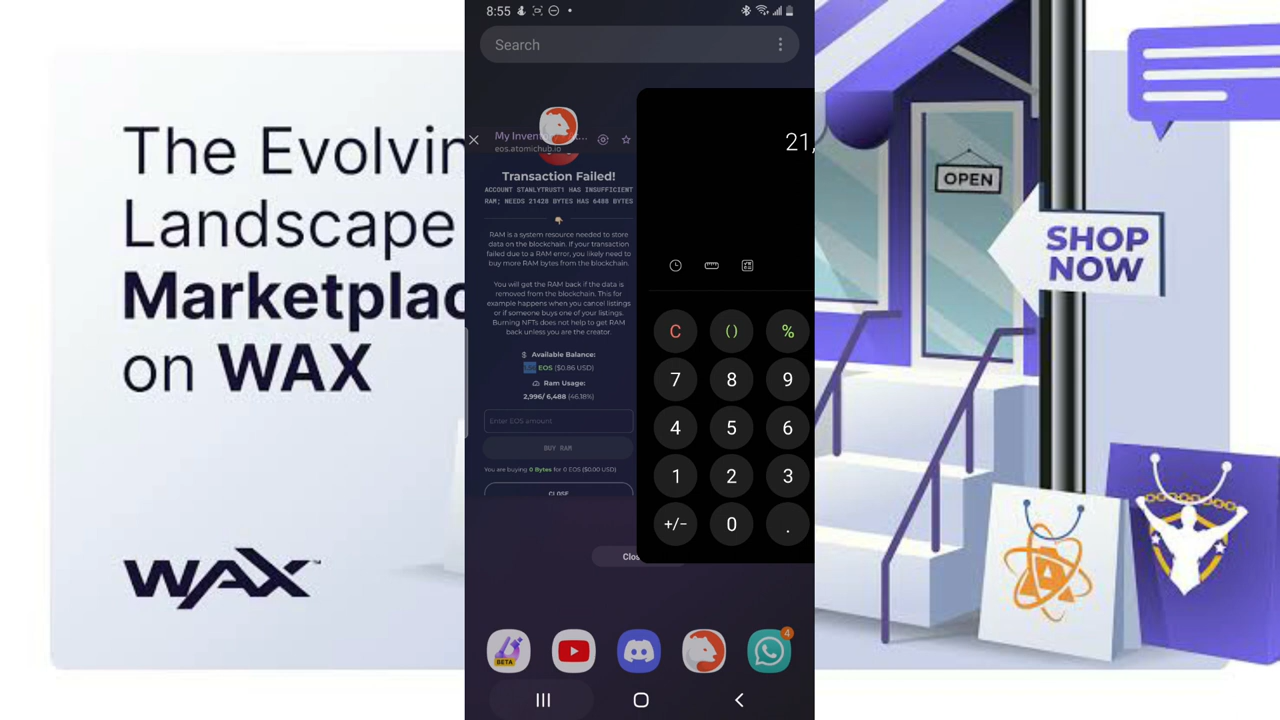 The Evolvin
Landscape
Marketplac
on WAX
WAX
8:55
Search
My Invent
eos.atomichub.io
Transaction Failed!
ACCOUNT STANLYTRUST1 HAS INSUFFICIENT
RAM; NEEDS 21428 BYTES HAS 6488 BYTES
RAM is a system resource needed to store
data on the blockchain. If your transaction
failed due to a RAM error, you likely need to
buy more RAM bytes from the blockchain.
You will get the RAM back if the data is
removed from the blockchain. This for
example happens when you cancel listings
or if someone buys one of your listings.
Burning NFTs does not help to get RAM
back unless you are the creator.
Available Balance:
EOS ($0.86 USD)
Ram Usage:
2,996/ 6,488 (46.18%)
Enter EOS amount
BUY RAM
You are buying 0 Bytes for 0 EOS ($0.00 USD)
CLOSE
21,
C () %
7 8 9
4 5 6
1 2 3
+/− 0 .
Clos
BETA
4
OPEN
SHOP
NOW